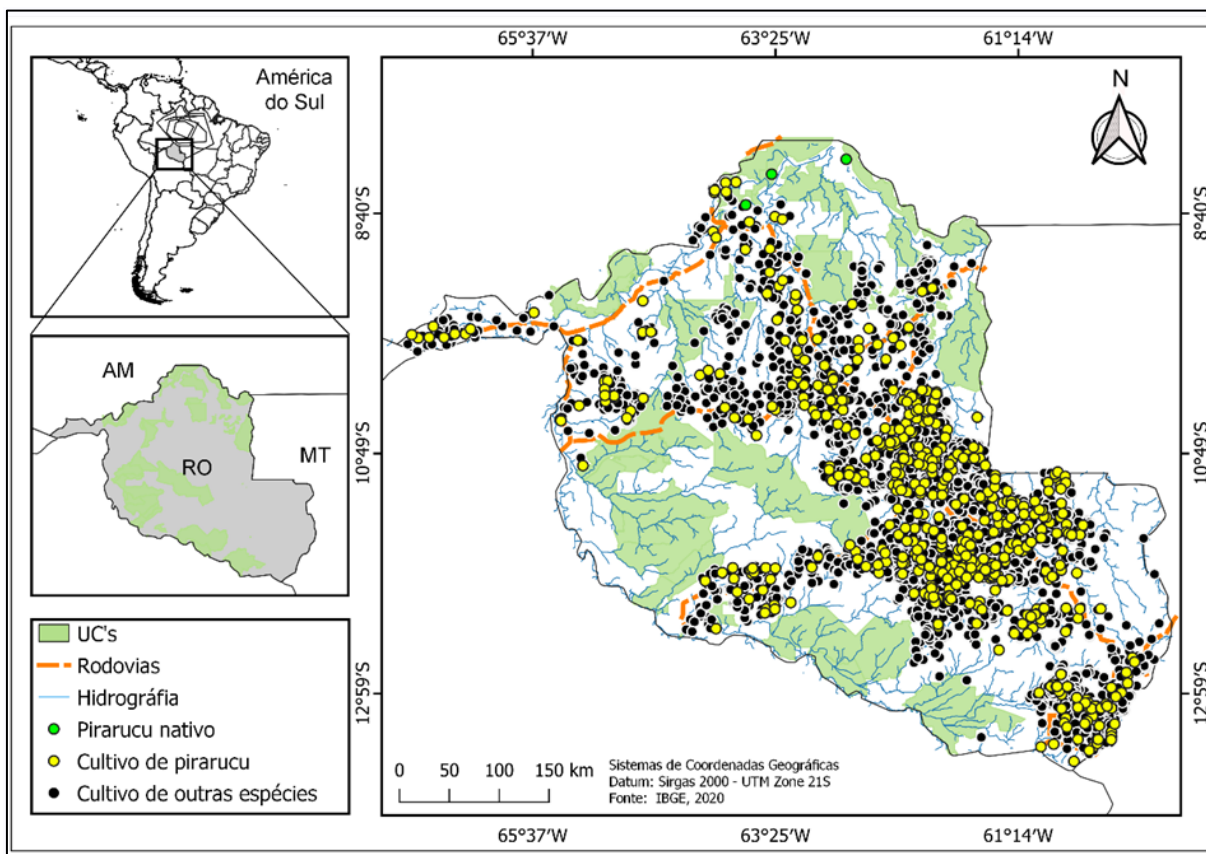 América
do Sul
AM
RO
MT
UC's
Rodovias
Hidrográfia
Pirarucu nativo
Cultivo de pirarucu
Cultivo de outras espécies
65°37'W
63°25'W
61°14'W
N
8°40'S
8°40'S
10°49'S
10°49'S
12°59'S
12°59'S
0 50 100 150 km
Sistemas de Coordenadas Geográficas
Datum: Sirgas 2000 - UTM Zone 21S
Fonte: IBGE, 2020
65°37'W
63°25'W
61°14'W